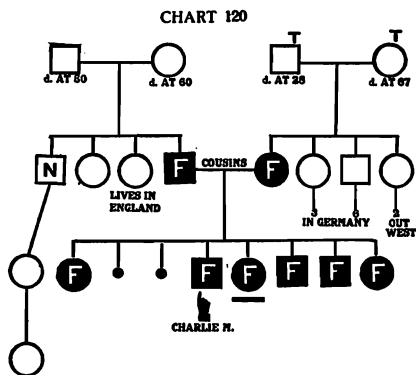 CHART 120
T T
d. AT 80 d. AT 60 d. AT 26 d. AT 67
N F COUSINS F
LIVES IN
ENGLAND
3 6 2
IN GERMANY OUT
WEST
F F F F F F
CHARLIE M.